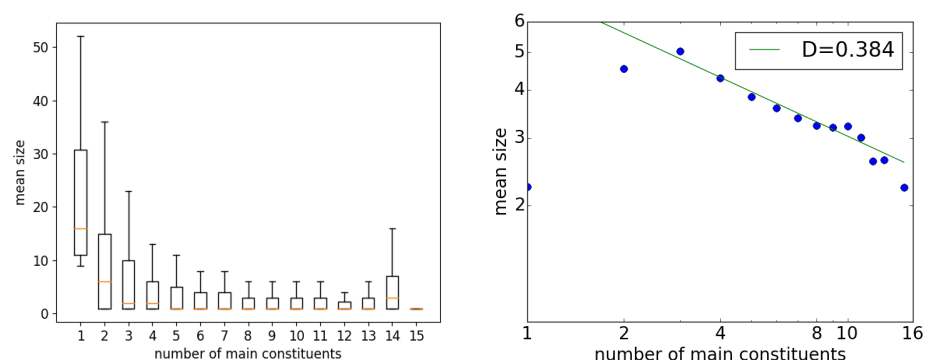 50
40
30
20
10
0
mean size
1 2 3 4 5 6 7 8 9 10 11 12 13 14 15
number of main constituents
6
5
4
3
2
mean size
D=0.384
1 2 4 8 10 16
number of main constituents